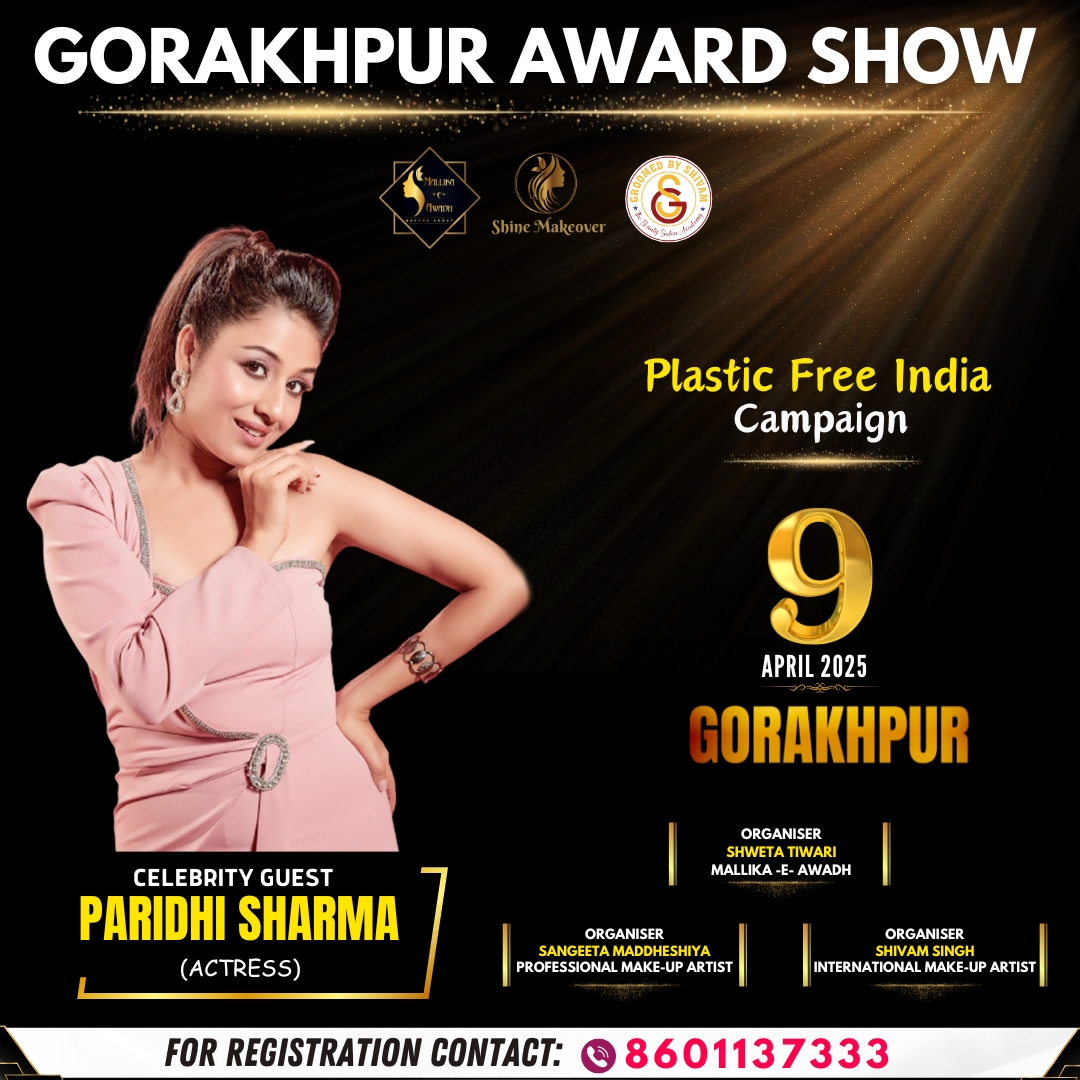 GORAKHPUR AWARD SHOW
MALLIKA
-E-
AWADH
Shine Makeover
GROOMED BY SHIVAM
SG
The Beauty Salon Academy
Plastic Free India
Campaign
9
APRIL 2025
GORAKHPUR
ORGANISER
SHWETA TIWARI
MALLIKA -E- AWADH
CELEBRITY GUEST
PARIDHI SHARMA
(ACTRESS)
ORGANISER
SANGEETA MADDHESHIYA
PROFESSIONAL MAKE-UP ARTIST
ORGANISER
SHIVAM SINGH
INTERNATIONAL MAKE-UP ARTIST
FOR REGISTRATION CONTACT: 8601137333